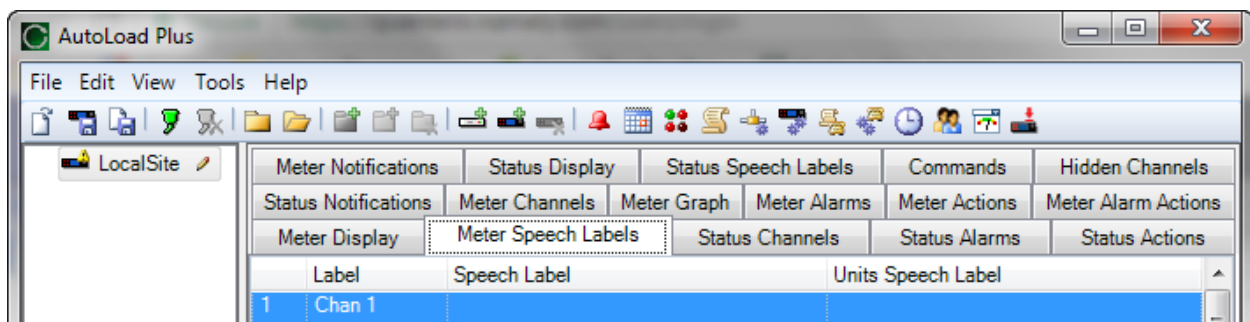 AutoLoad Plus
File Edit View Tools Help
LocalSite
Meter Notifications Status Display Status Speech Labels Commands Hidden Channels
Status Notifications Meter Channels Meter Graph Meter Alarms Meter Actions Meter Alarm Actions
Meter Display Meter Speech Labels Status Channels Status Alarms Status Actions
Label Speech Label Units Speech Label
1 Chan 1